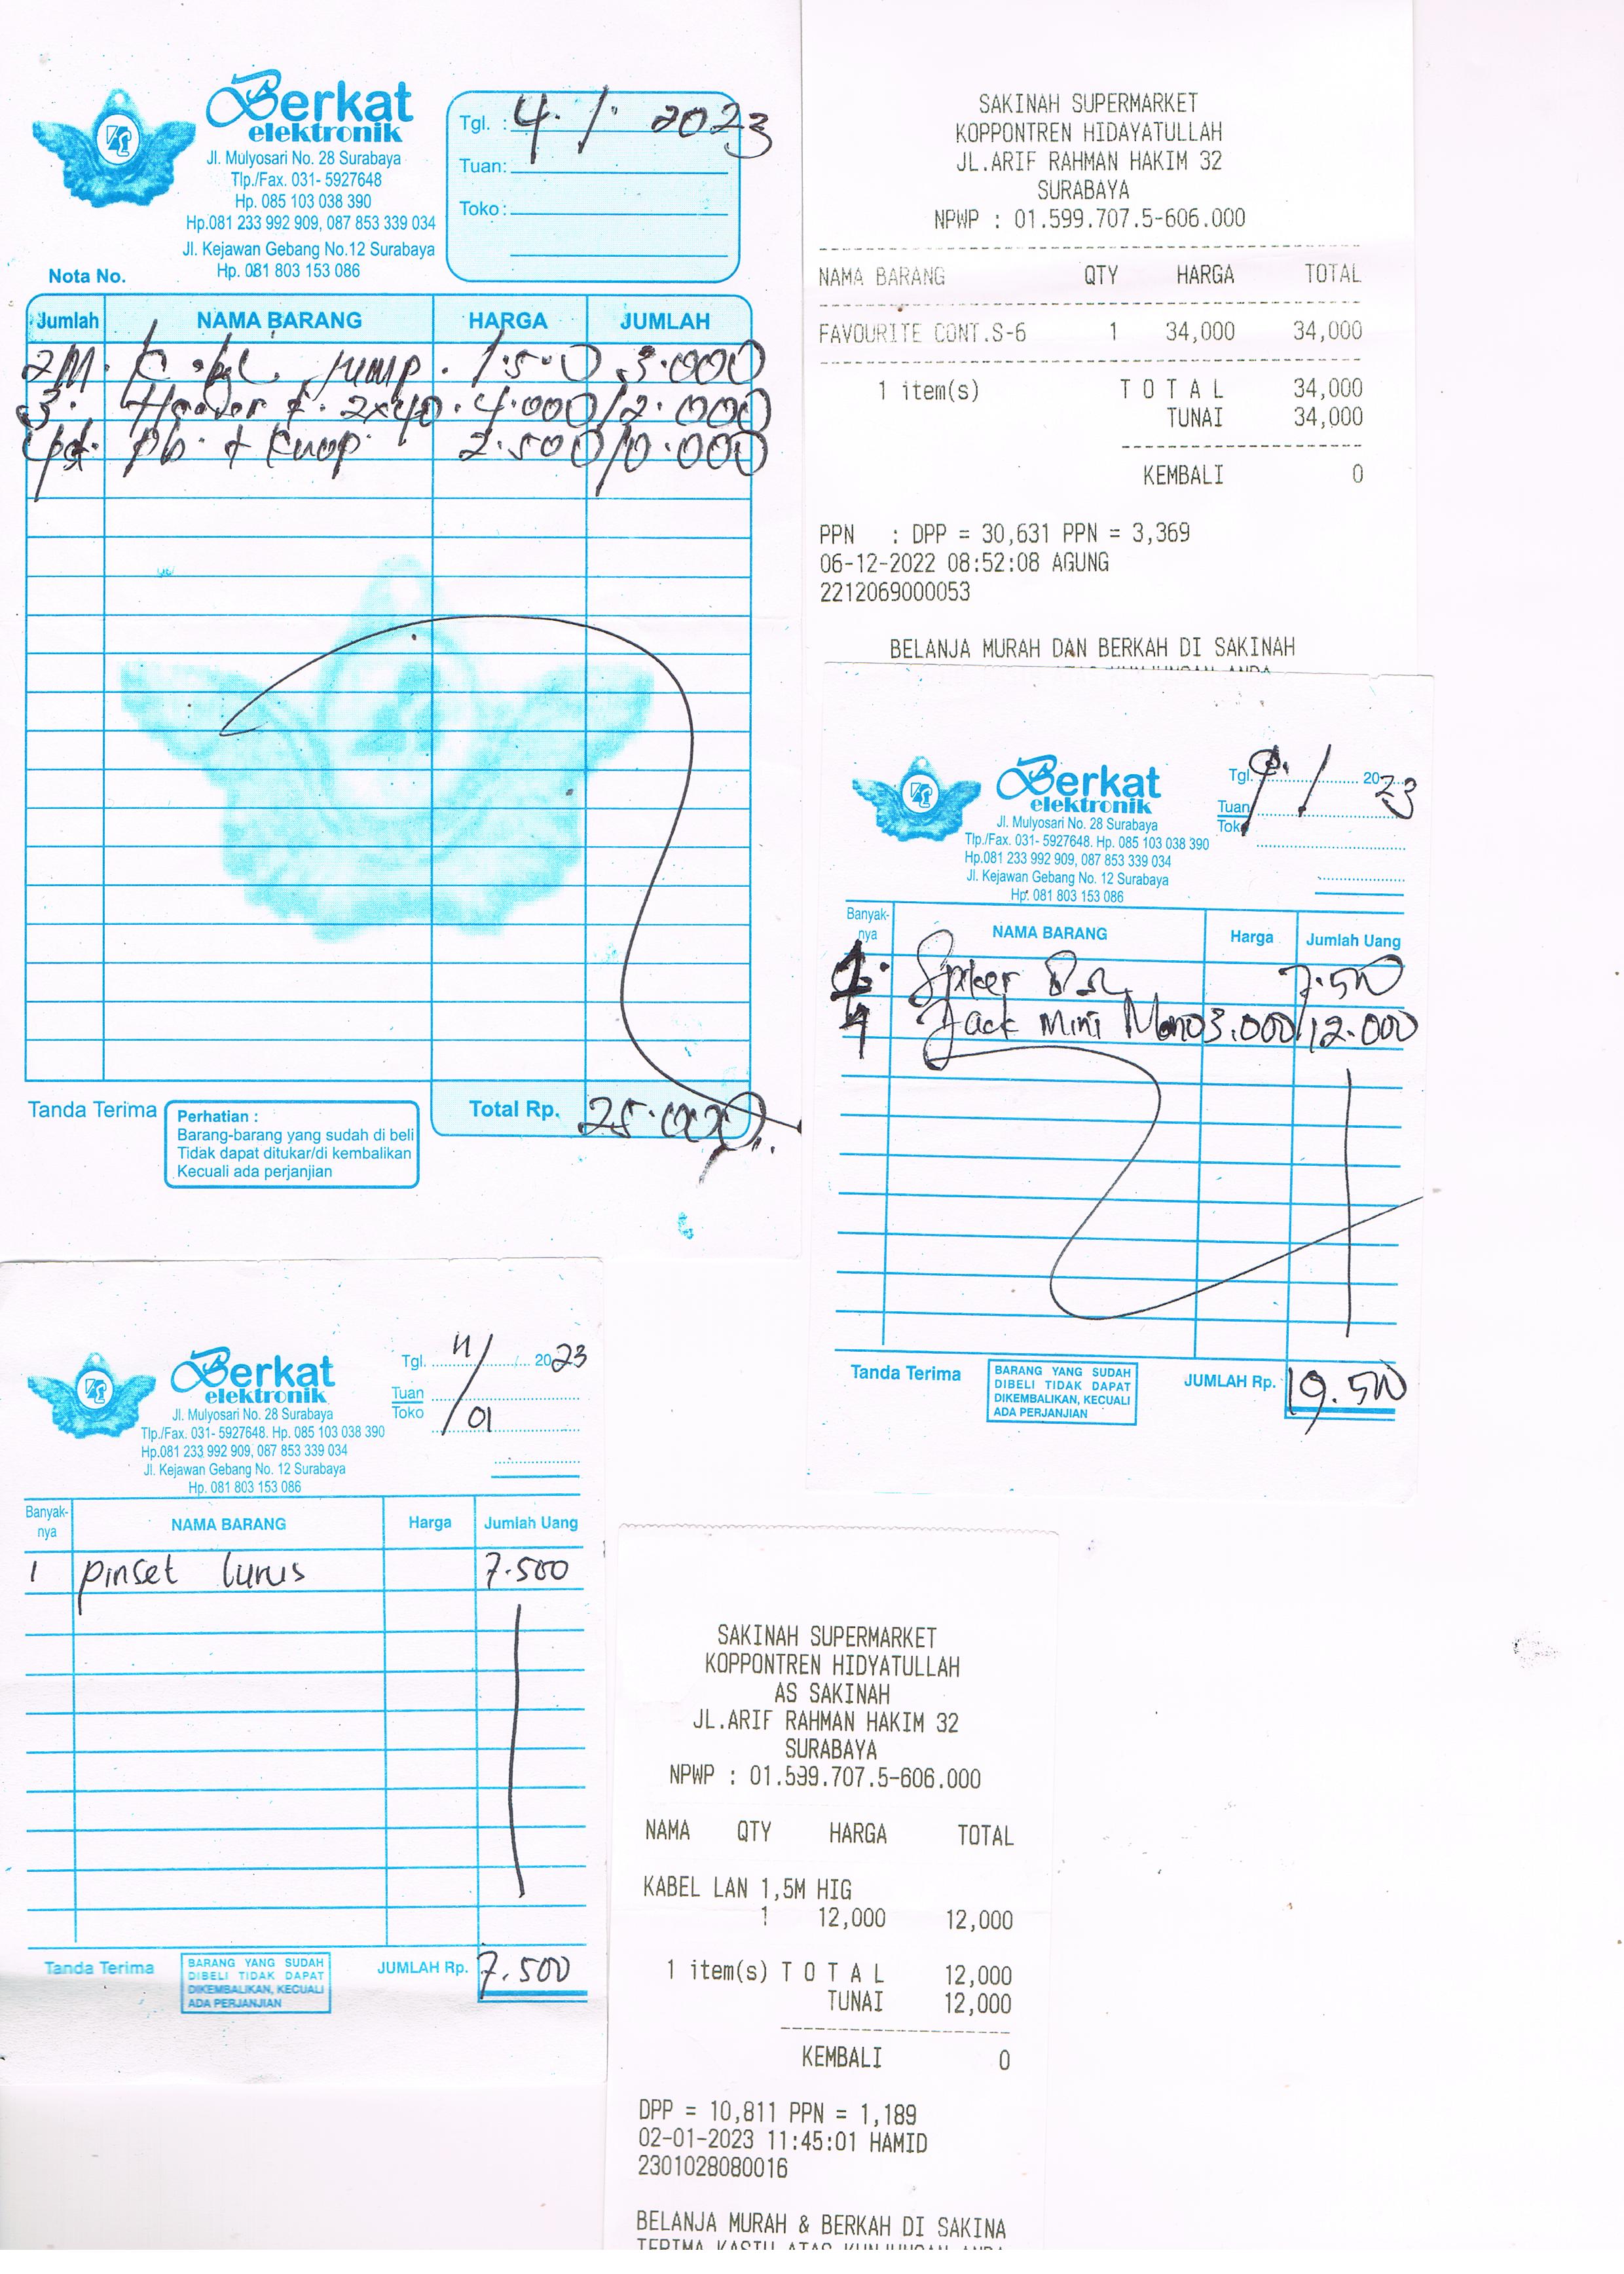 Berkat
elektronik
Jl. Mulyosari No. 28 Surabaya
Tlp./Fax. 031- 5927648
Hp. 085 103 038 390
Hp.081 233 992 909, 087 853 339 034
Jl. Kejawan Gebang No.12 Surabaya
Hp. 081 803 153 086
Nota No.
Tgl. : 4 . 1 . 2023
Tuan:
Toko:
Jumlah NAMA BARANG HARGA JUMLAH
2M. jump. 1.500 3.000
3. Header f. 2x40. 4.000 12.000
Pb. + 2.500 10.000
Total Rp. 25.000
Tanda Terima
Perhatian :
Barang-barang yang sudah di beli
Tidak dapat ditukar/di kembalikan
Kecuali ada perjanjian
SAKINAH SUPERMARKET
KOPPONTREN HIDAYATULLAH
JL.ARIF RAHMAN HAKIM 32
SURABAYA
NPWP : 01.599.707.5-606.000
NAMA BARANG QTY HARGA TOTAL
FAVOURITE CONT.S-6 1 34,000 34,000
1 item(s) T O T A L 34,000
TUNAI 34,000
KEMBALI 0
PPN : DPP = 30,631 PPN = 3,369
06-12-2022 08:52:08 AGUNG
2212069000053
BELANJA MURAH DAN BERKAH DI SAKINAH
Berkat
elektronik
Jl. Mulyosari No. 28 Surabaya
Tlp./Fax. 031- 5927648. Hp. 085 103 038 390
Hp.081 233 992 909, 087 853 339 034
Jl. Kejawan Gebang No. 12 Surabaya
Hp. 081 803 153 086
Tgl. 9. / 1 2023
Tuan
Toko
Banyak-
nya NAMA BARANG Harga Jumlah Uang
Spiker 8Ω 7.500
4 Jack Mini Mono 3.000 12.000
Tanda Terima
BARANG YANG SUDAH
DIBELI TIDAK DAPAT
DIKEMBALIKAN, KECUALI
ADA PERJANJIAN
JUMLAH Rp. 19.500
Berkat
elektronik
Jl. Mulyosari No. 28 Surabaya
Tlp./Fax. 031- 5927648. Hp. 085 103 038 390
Hp.081 233 992 909, 087 853 339 034
Jl. Kejawan Gebang No. 12 Surabaya
Hp. 081 803 153 086
Tgl. 11 / 01 2023
Tuan
Toko
Banyak-
nya NAMA BARANG Harga Jumlah Uang
1 pinset lurus 7.500
Tanda Terima
BARANG YANG SUDAH
DIBELI TIDAK DAPAT
DIKEMBALIKAN, KECUALI
ADA PERJANJIAN
JUMLAH Rp. 7.500
SAKINAH SUPERMARKET
KOPPONTREN HIDYATULLAH
AS SAKINAH
JL.ARIF RAHMAN HAKIM 32
SURABAYA
NPWP : 01.599.707.5-606.000
NAMA QTY HARGA TOTAL
KABEL LAN 1,5M HIG
1 12,000 12,000
1 item(s) T O T A L 12,000
TUNAI 12,000
KEMBALI 0
DPP = 10,811 PPN = 1,189
02-01-2023 11:45:01 HAMID
2301028080016
BELANJA MURAH & BERKAH DI SAKINA
TERIMA KASIH ATAS KUNJUNGAN ANDA